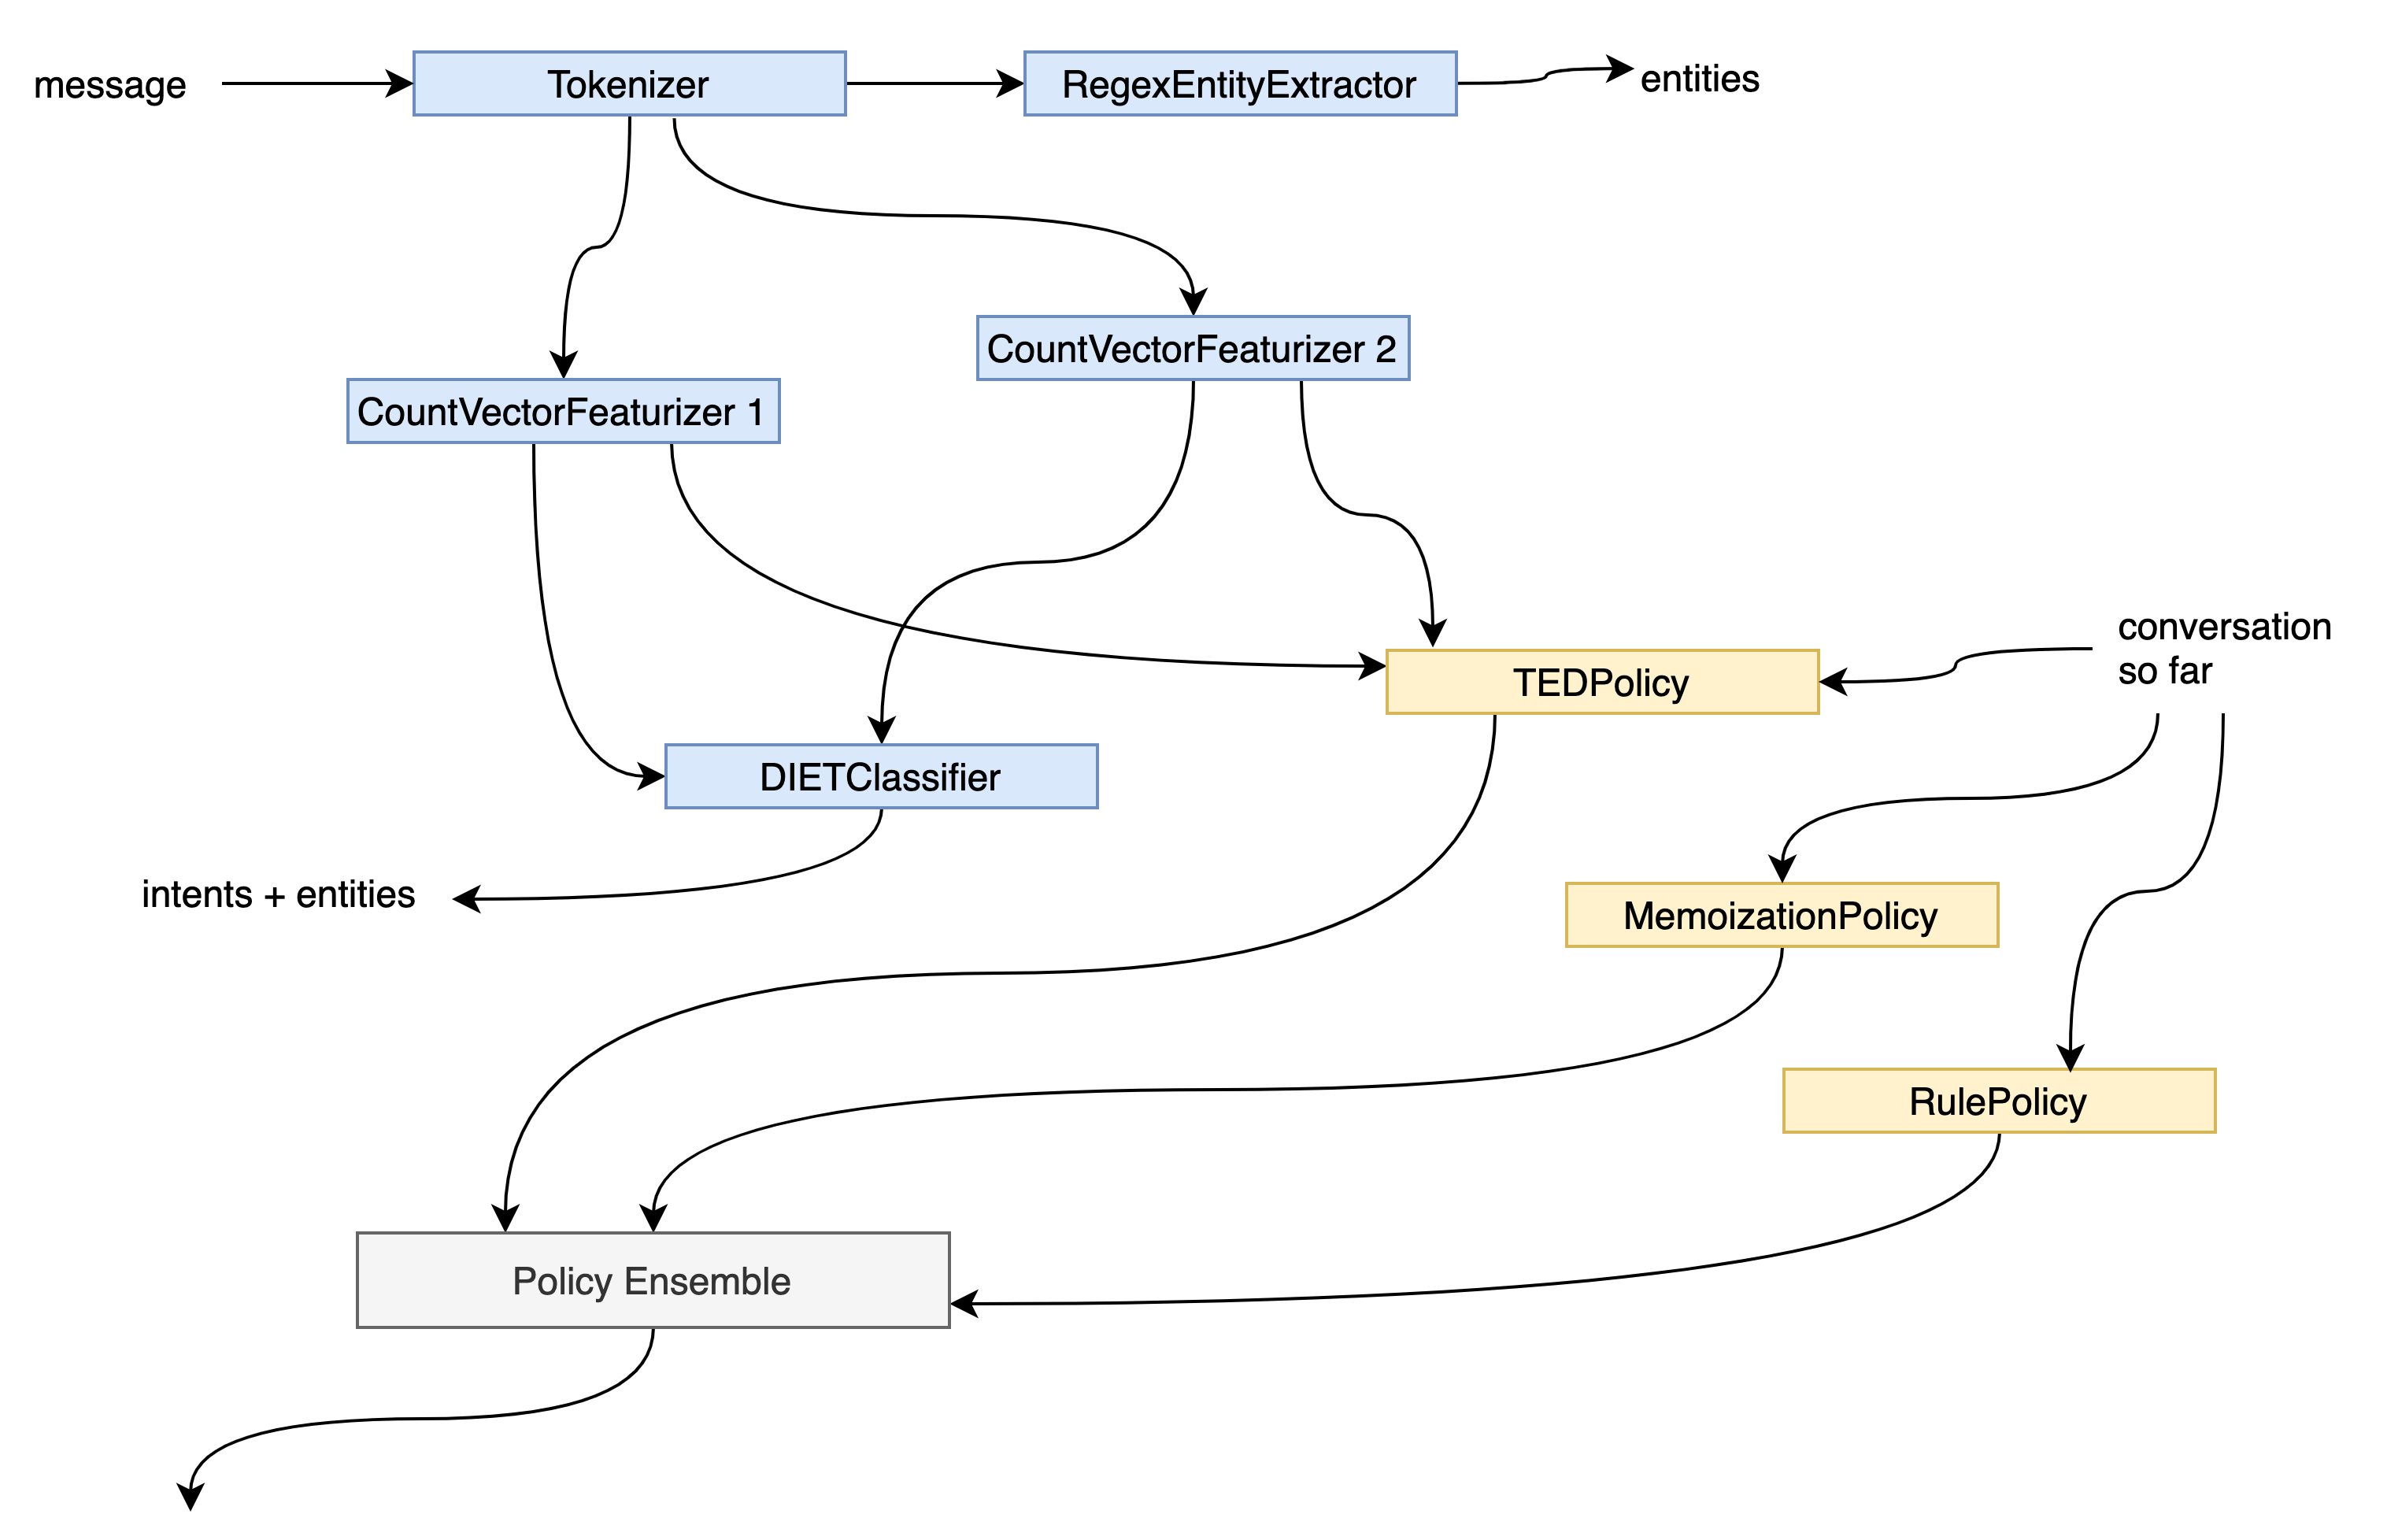 message
Tokenizer
RegexEntityExtractor
entities
CountVectorFeaturizer 2
CountVectorFeaturizer 1
conversation
so far
TEDPolicy
DIETClassifier
intents + entities
MemoizationPolicy
RulePolicy
Policy Ensemble